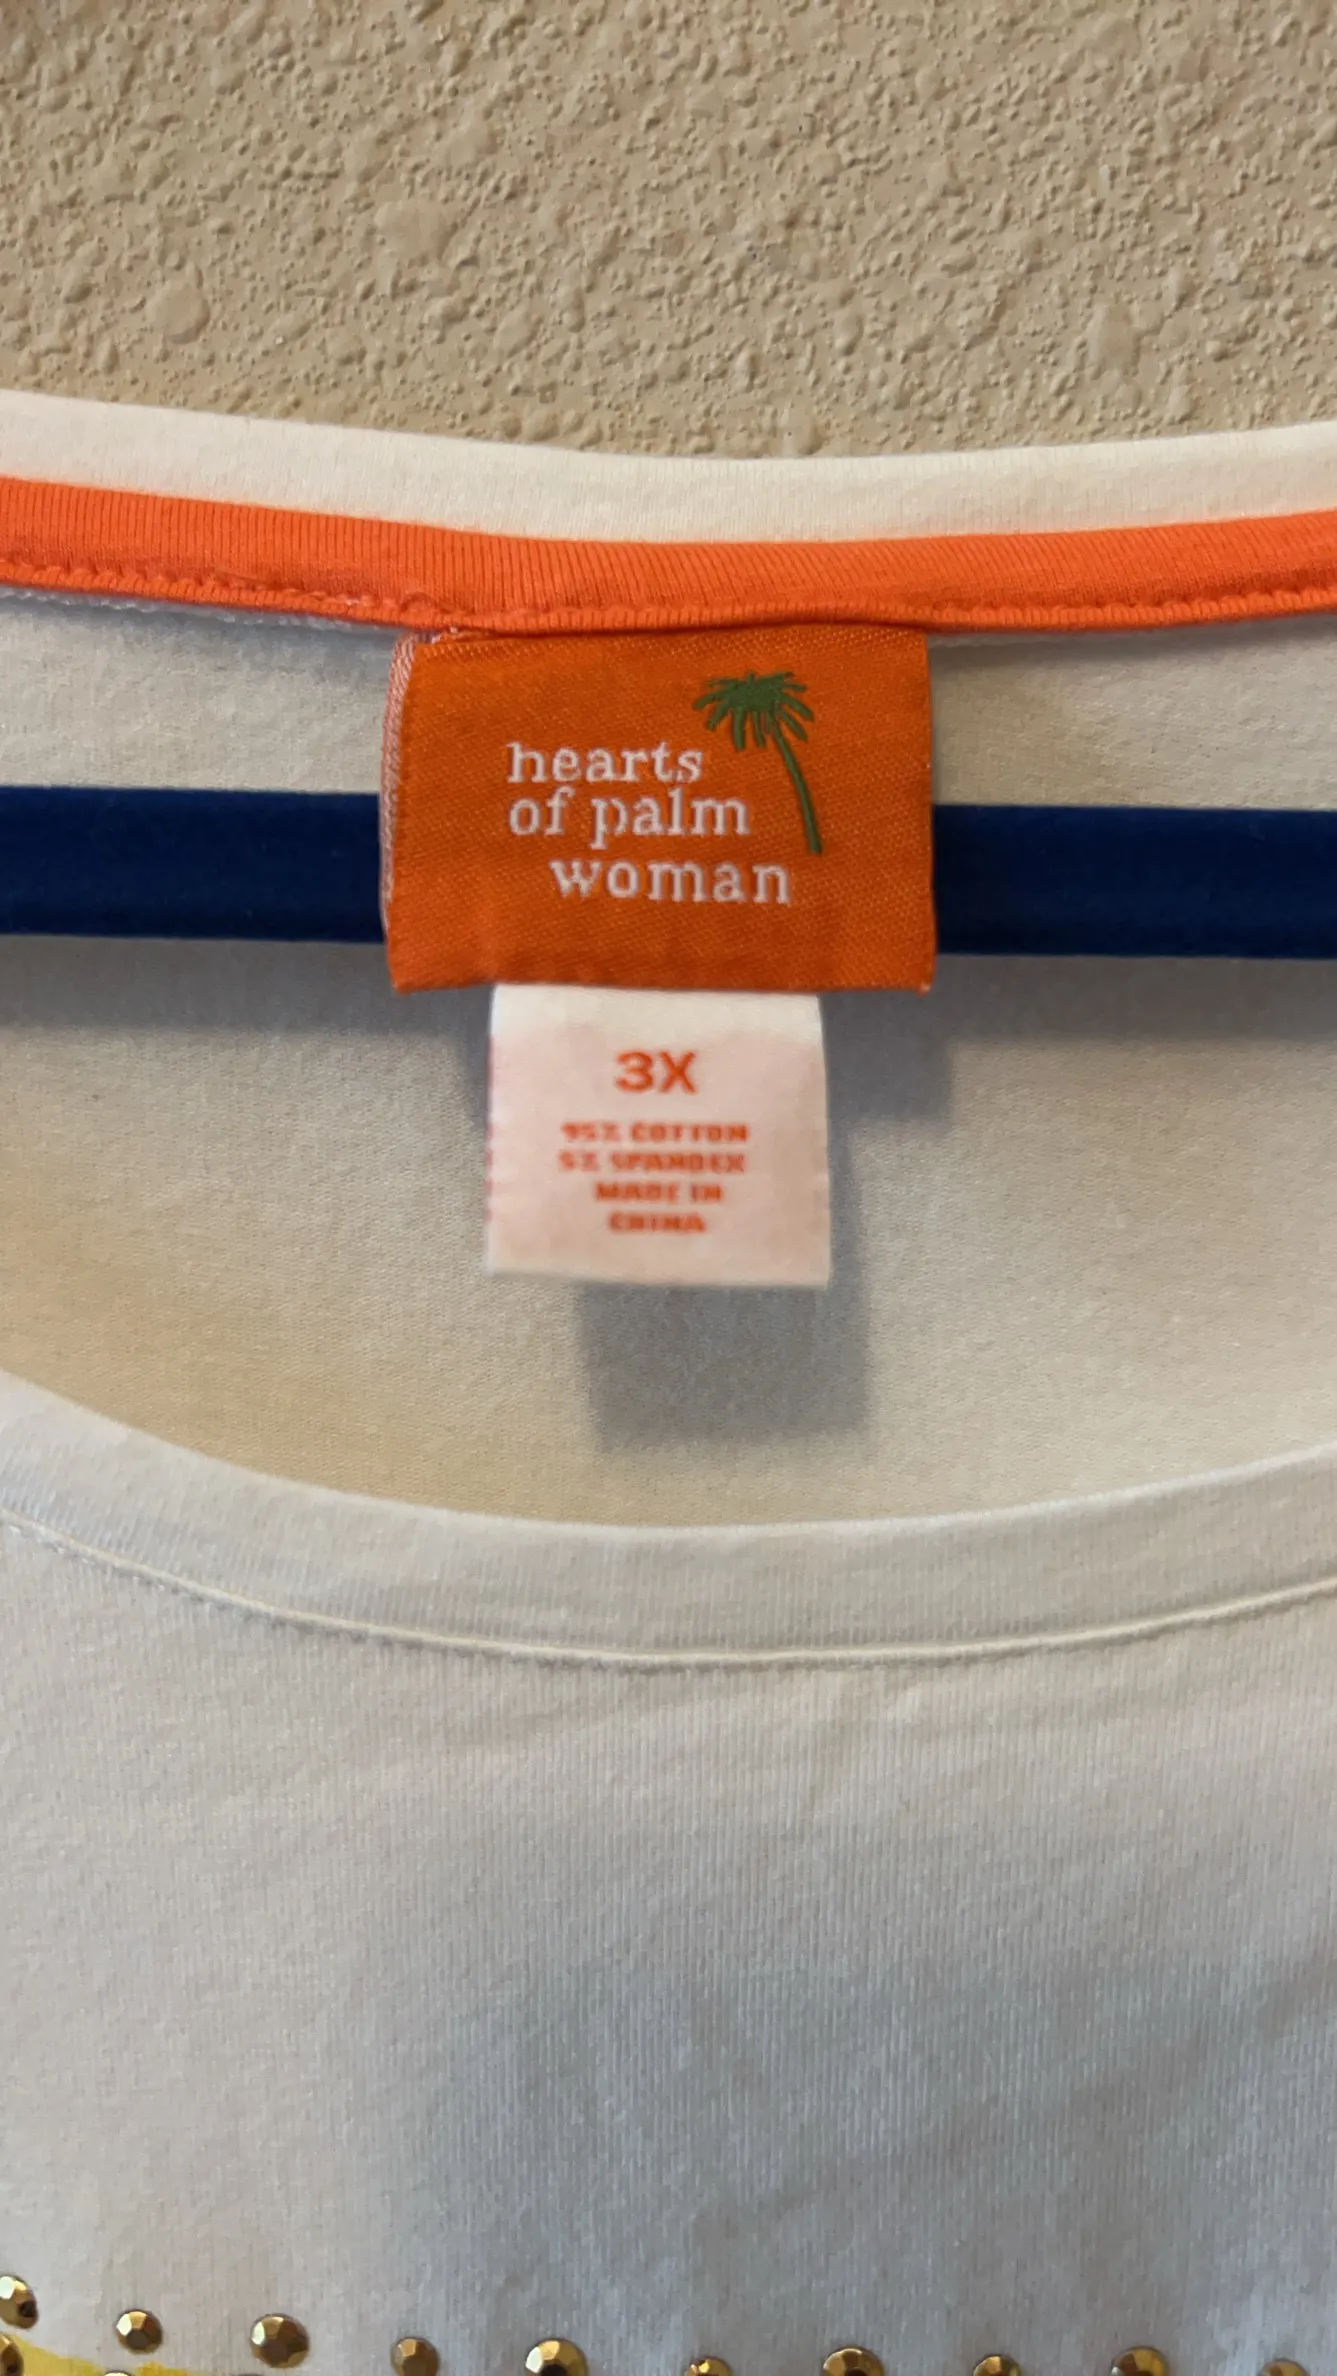 hearts
of palm
woman
3X
95% COTTON
5% SPANDEX
MADE IN
CHINA